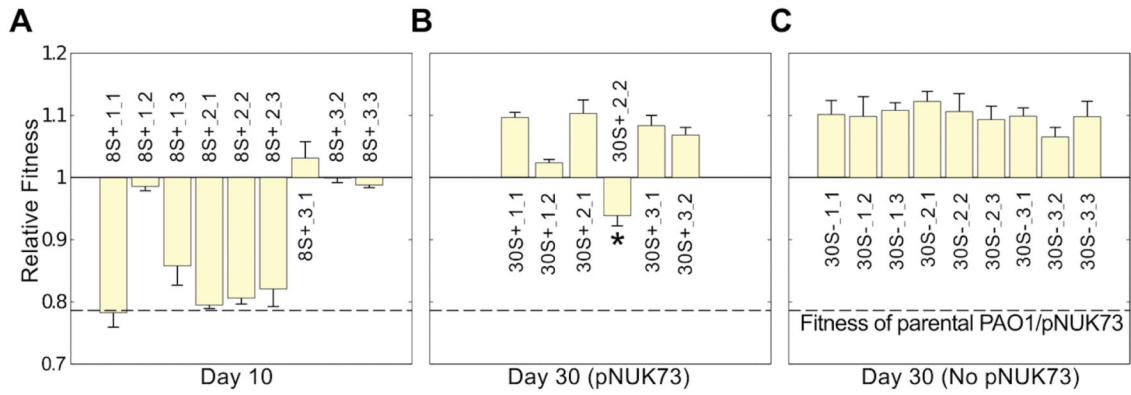 A
B
C
Relative Fitness
1.2
1.1
1
0.9
0.8
0.7
8S+_1_1
8S+_1_2
8S+_1_3
8S+_2_1
8S+_2_2
8S+_2_3
8S+_3_1
8S+_3_2
8S+_3_3
Day 10
30S+_1_1
30S+_1_2
30S+_2_1
30S+_2_2
*
30S+_3_1
30S+_3_2
Day 30 (pNUK73)
30S-_1_1
30S-_1_2
30S-_1_3
30S-_2_1
30S-_2_2
30S-_2_3
30S-_3_1
30S-_3_2
30S-_3_3
Fitness of parental PAO1/pNUK73
Day 30 (No pNUK73)